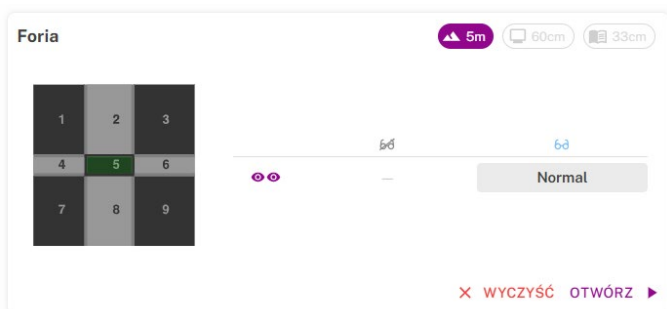 Foria
5m 60cm 33cm
1 2 3
4 5 6
7 8 9
—
Normal
WYCZYŚĆ OTWÓRZ